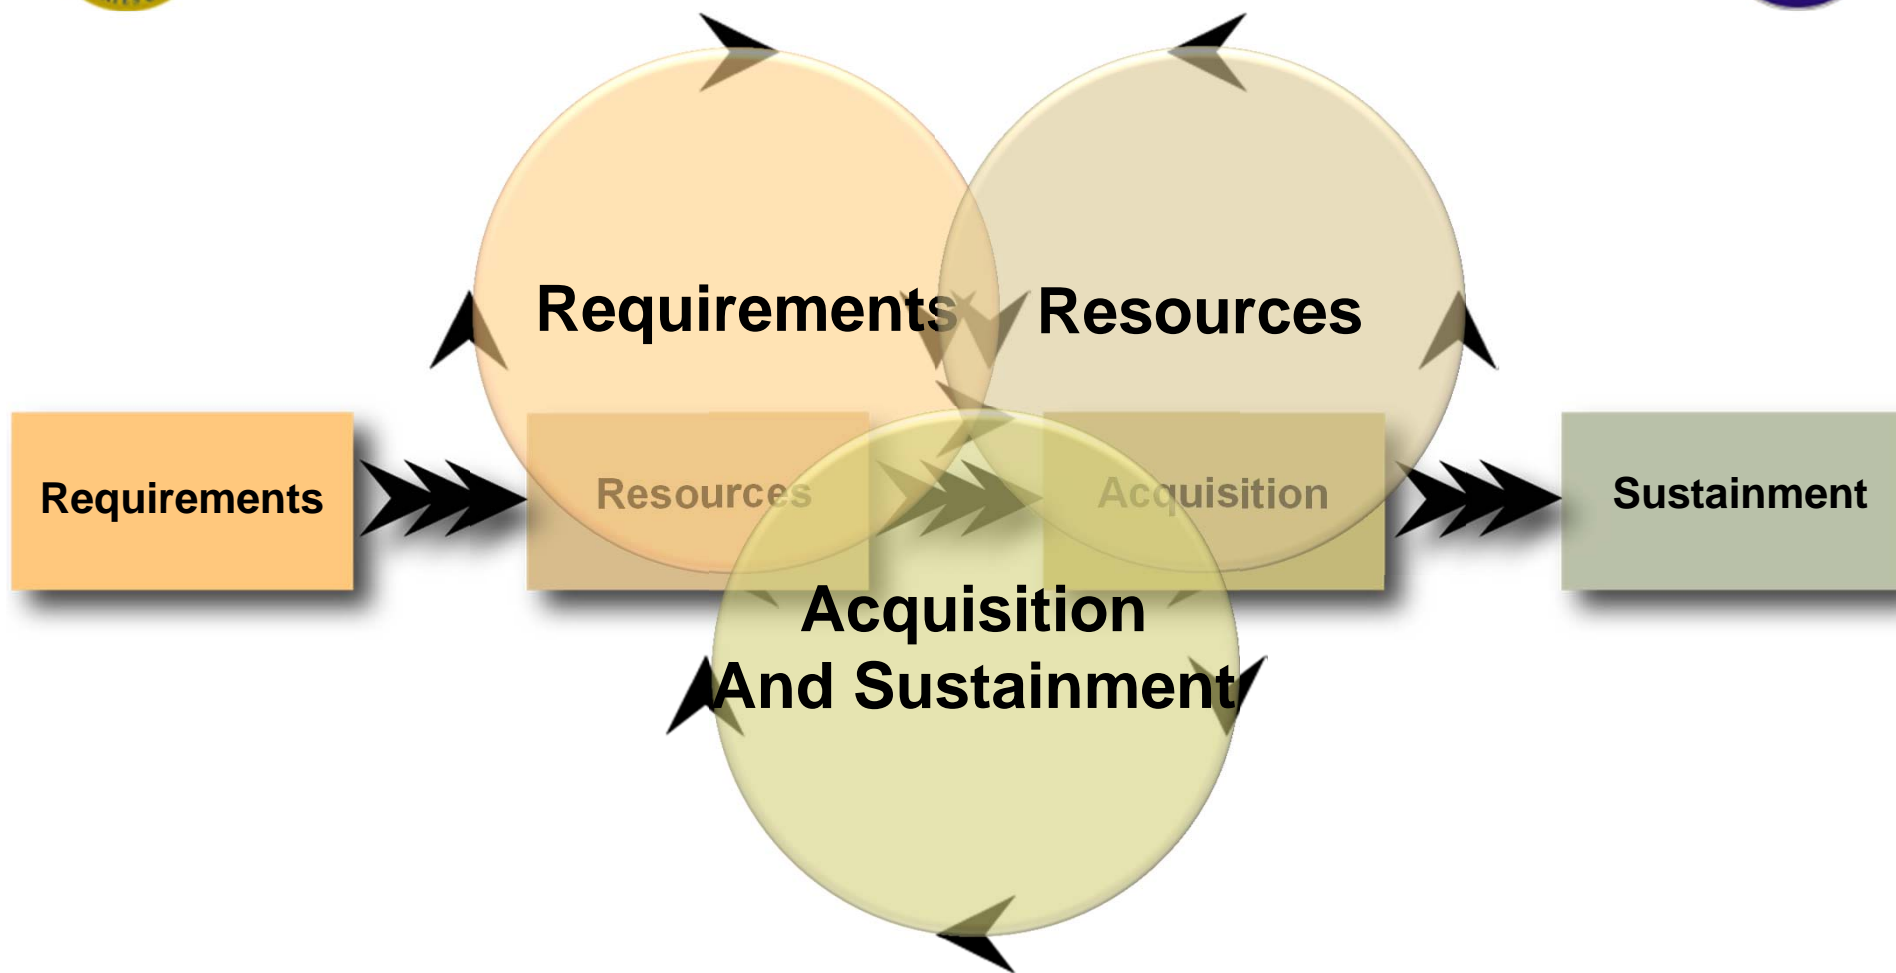 Requirements
Resources
Requirements
Resources
Acquisition
Sustainment
Acquisition
And Sustainment